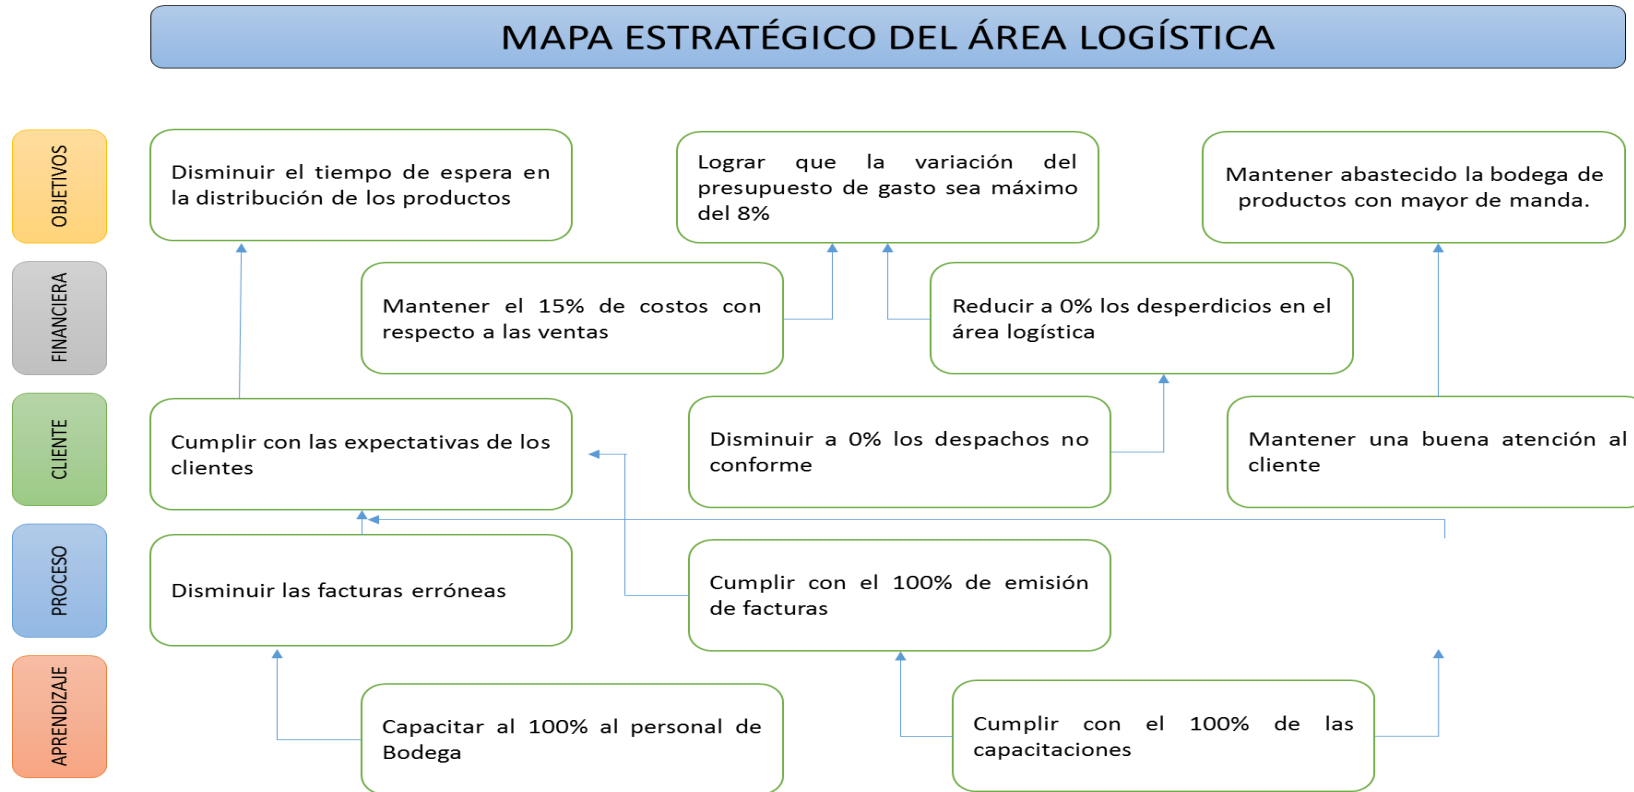 MAPA ESTRATÉGICO DEL ÁREA LOGÍSTICA
OBJETIVOS
Disminuir el tiempo de espera en
la distribución de los productos
Lograr que la variación del
presupuesto de gasto sea máximo
del 8%
Mantener abastecido la bodega de
productos con mayor de manda.
FINANCIERA
Mantener el 15% de costos con
respecto a las ventas
Reducir a 0% los desperdicios en el
área logística
CLIENTE
Cumplir con las expectativas de los
clientes
Disminuir a 0% los despachos no
conforme
Mantener una buena atención al
cliente
PROCESO
Disminuir las facturas erróneas
Cumplir con el 100% de emisión
de facturas
APRENDIZAJE
Capacitar al 100% al personal de
Bodega
Cumplir con el 100% de las
capacitaciones